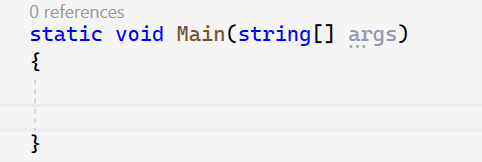 0 references
static void Main(string[] args)
{
}